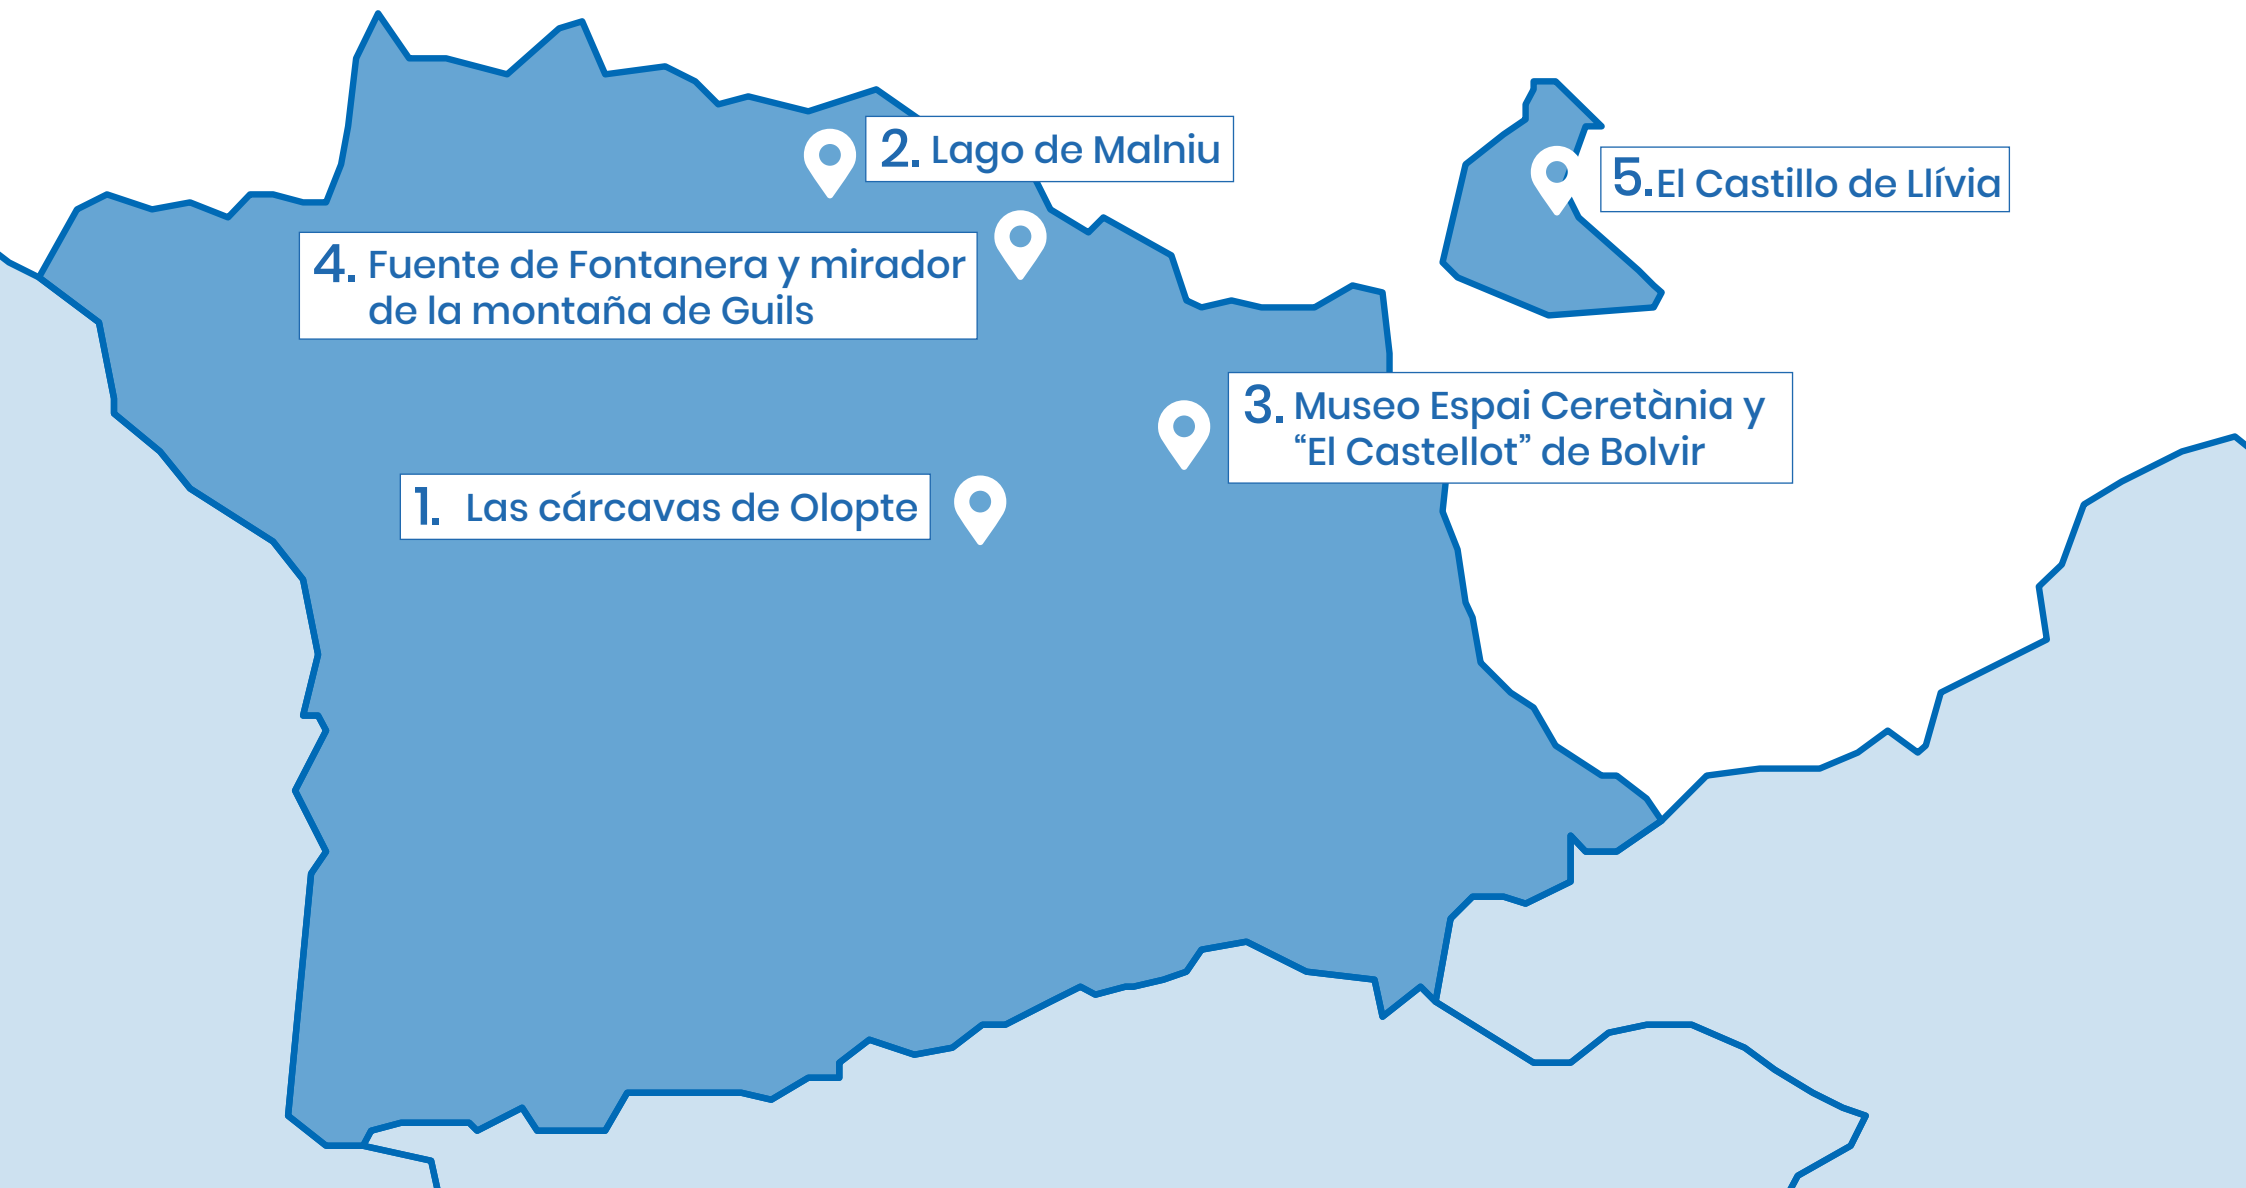 2. Lago de Malniu
5. El Castillo de Llívia
4. Fuente de Fontanera y mirador
de la montaña de Guils
3. Museo Espai Ceretània y
“El Castellot” de Bolvir
1. Las cárcavas de Olopte